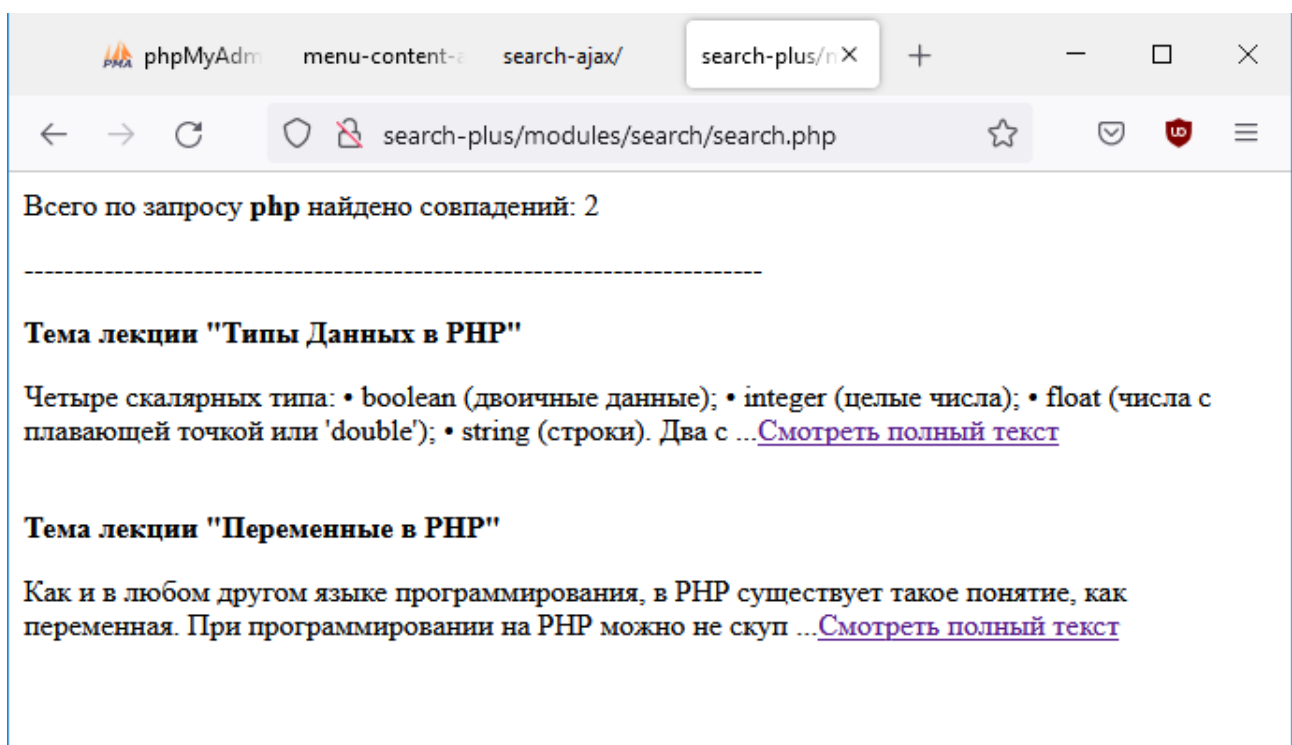 phpMyAdm menu-content-a search-ajax/ search-plus/n
search-plus/modules/search/search.php
Всего по запросу php найдено совпадений: 2
--------------------------------------------------------------------------
Тема лекции "Типы Данных в PHP"
Четыре скалярных типа: • boolean (двоичные данные); • integer (целые числа); • float (числа с
плавающей точкой или 'double'); • string (строки). Два с ...Смотреть полный текст
Тема лекции "Переменные в PHP"
Как и в любом другом языке программирования, в PHP существует такое понятие, как
переменная. При программировании на PHP можно не скуп ...Смотреть полный текст